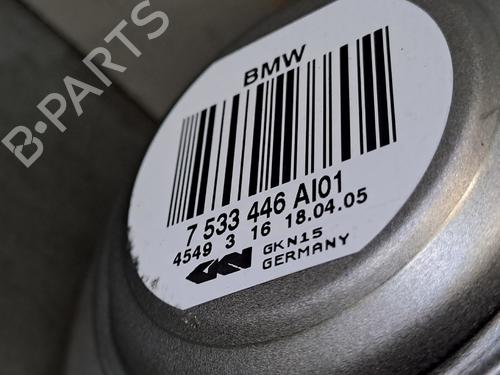 B-PARTS
BMW
7 533 446 AI01
4549 3 16 18.04.05
GKN GKN15
GERMANY